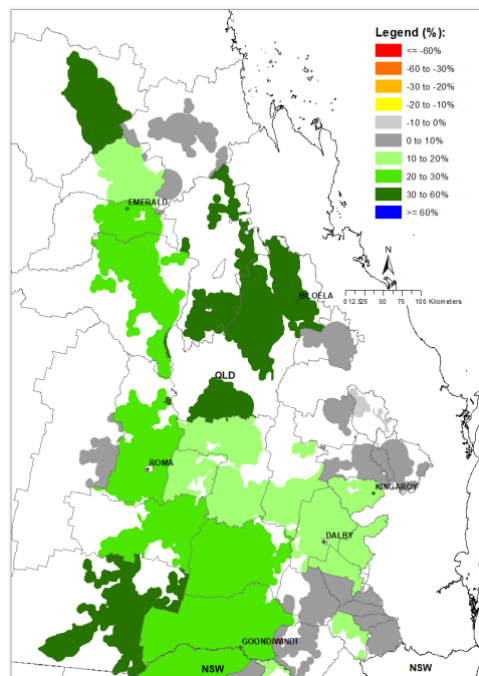 Legend (%):
<= -60%
-60 to -30%
-30 to -20%
-20 to -10%
-10 to 0%
0 to 10%
10 to 20%
20 to 30%
30 to 60%
>= 60%
EMERALD
N
BILOELA
0 12.525 50 75 100 Kilometers
QLD
ROMA
KINGAROY
DALBY
GOONDIWINDI
NSW
NSW